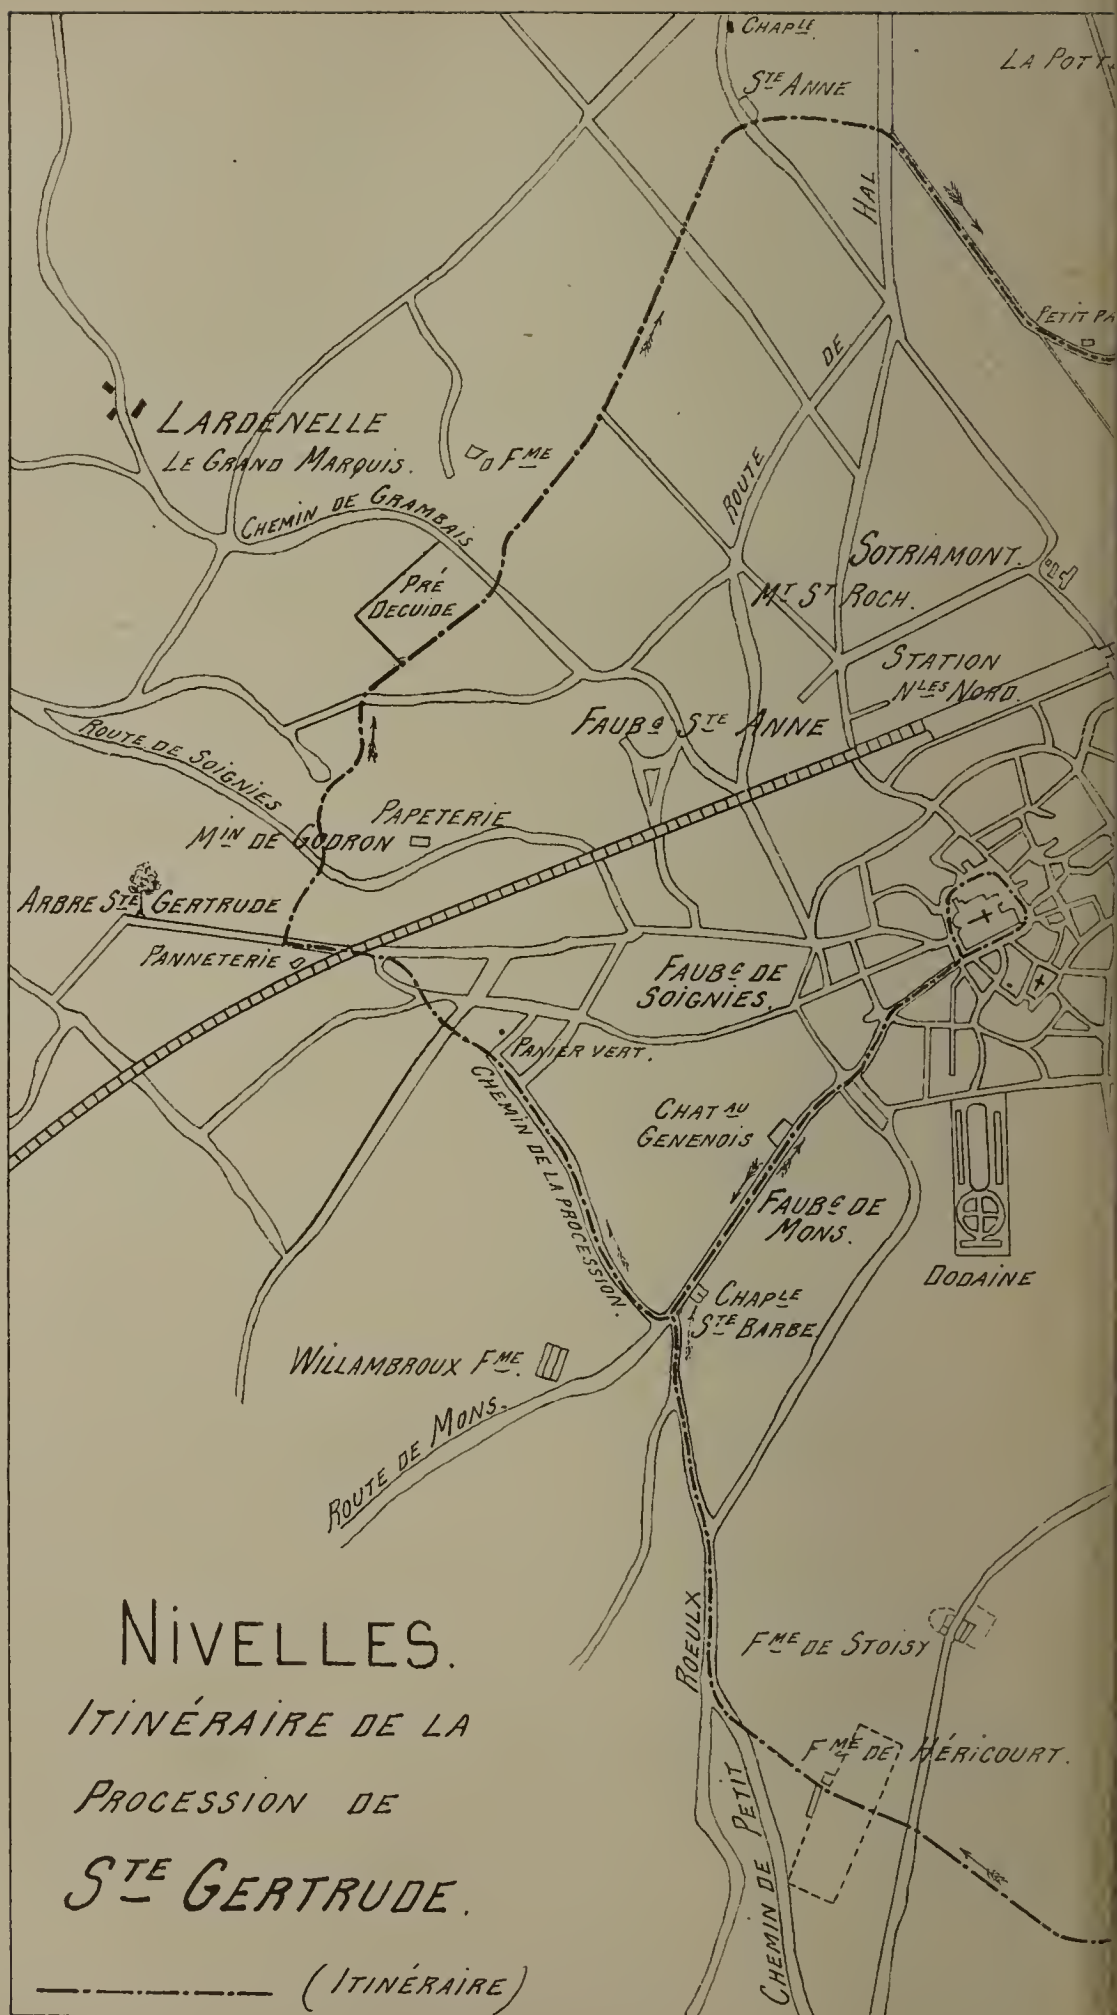 CHAPLE.
LA POTT
STE ANNE
HAL
PETIT PA
DE
ROUTE
LARDENELLE
LE GRAND MARQUIS.
FME
CHEMIN DE GRAMBAIS
PRÉ
DECUIDE
SOTRIAMONT.
MT ST ROCH.
STATION
NLES NORD.
FAUBG STE ANNE
ROUTE DE SOIGNIES
PAPETERIE
MIN DE GODRON
ARBRE STE GERTRUDE
PANNETERIE
FAUBG DE
SOIGNIES.
PANIER VERT.
CHEMIN DE LA PROCESSION.
CHAT AU
GENENOIS
FAUBG DE
MONS.
DODAINE
CHAPLE
STE BARBE.
WILLAMBROUX FME.
ROUTE DE MONS.
ROEULX
FME DE STOISY
FME DE HÉRICOURT.
CHEMIN DE PETIT
NIVELLES.
ITINÉRAIRE DE LA
PROCESSION DE
STE GERTRUDE.
(ITINÉRAIRE)